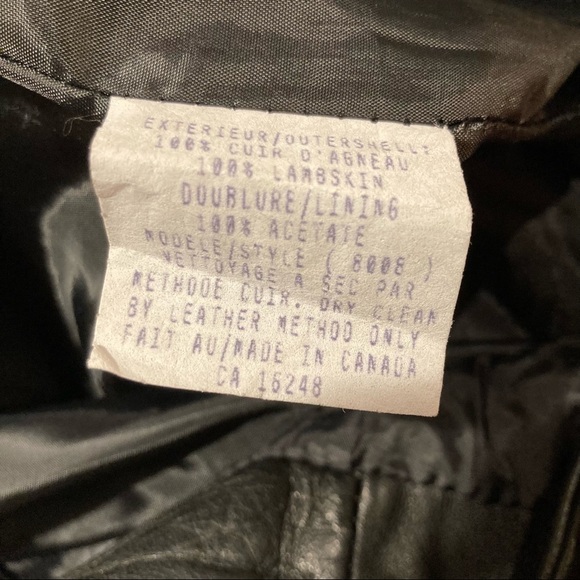 EXTERIEUR/OUTERSHELL:
100% CUIR D'AGNEAU
100% LAMBSKIN
DOUBLURE/LINING
100% ACETATE
MODELE/STYLE ( 8008 )
NETTOYAGE A SEC PAR
METHODE CUIR. DRY CLEAN
BY LEATHER METHOD ONLY
FAIT AU/MADE IN CANADA
CA 16248